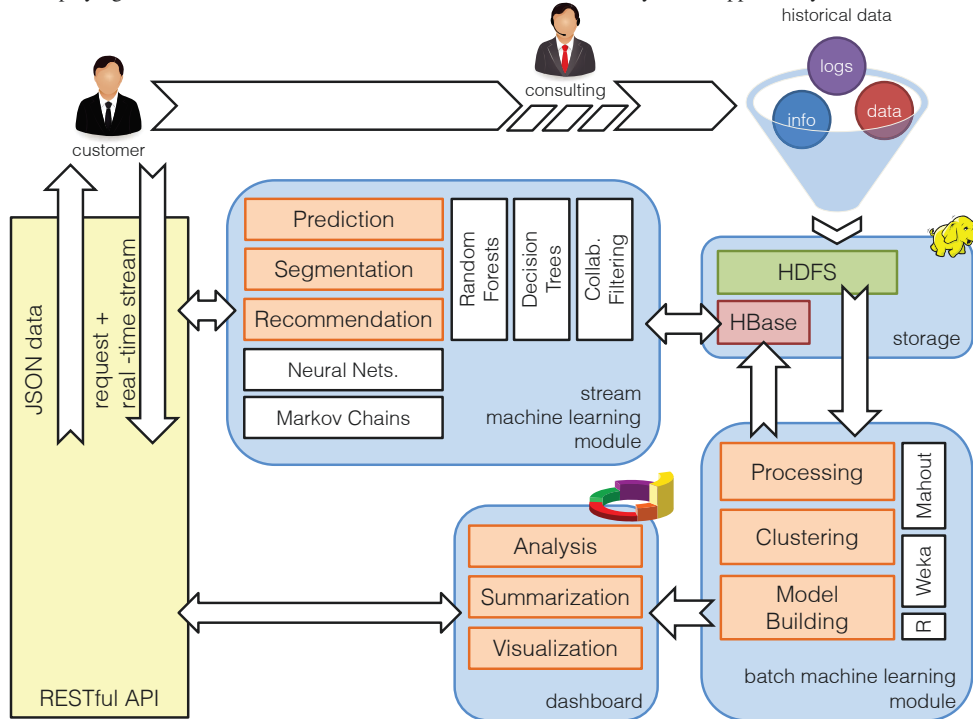 historical data
logs
info
data
customer
consulting
JSON data
request +
real -time stream
RESTful API
Prediction
Segmentation
Recommendation
Neural Nets.
Markov Chains
Random
Forests
Decision
Trees
Collab.
Filtering
stream
machine learning
module
HDFS
HBase
storage
Processing
Clustering
Model
Building
Mahout
Weka
R
batch machine learning
module
Analysis
Summarization
Visualization
dashboard